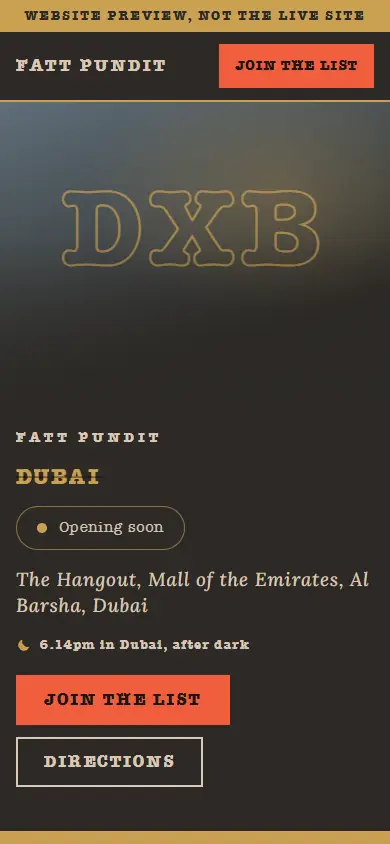 WEBSITE PREVIEW, NOT THE LIVE SITE
FATT PUNDIT
JOIN THE LIST
DXB
FATT PUNDIT
DUBAI
Opening soon
The Hangout, Mall of the Emirates, Al
Barsha, Dubai
6.14pm in Dubai, after dark
JOIN THE LIST
DIRECTIONS